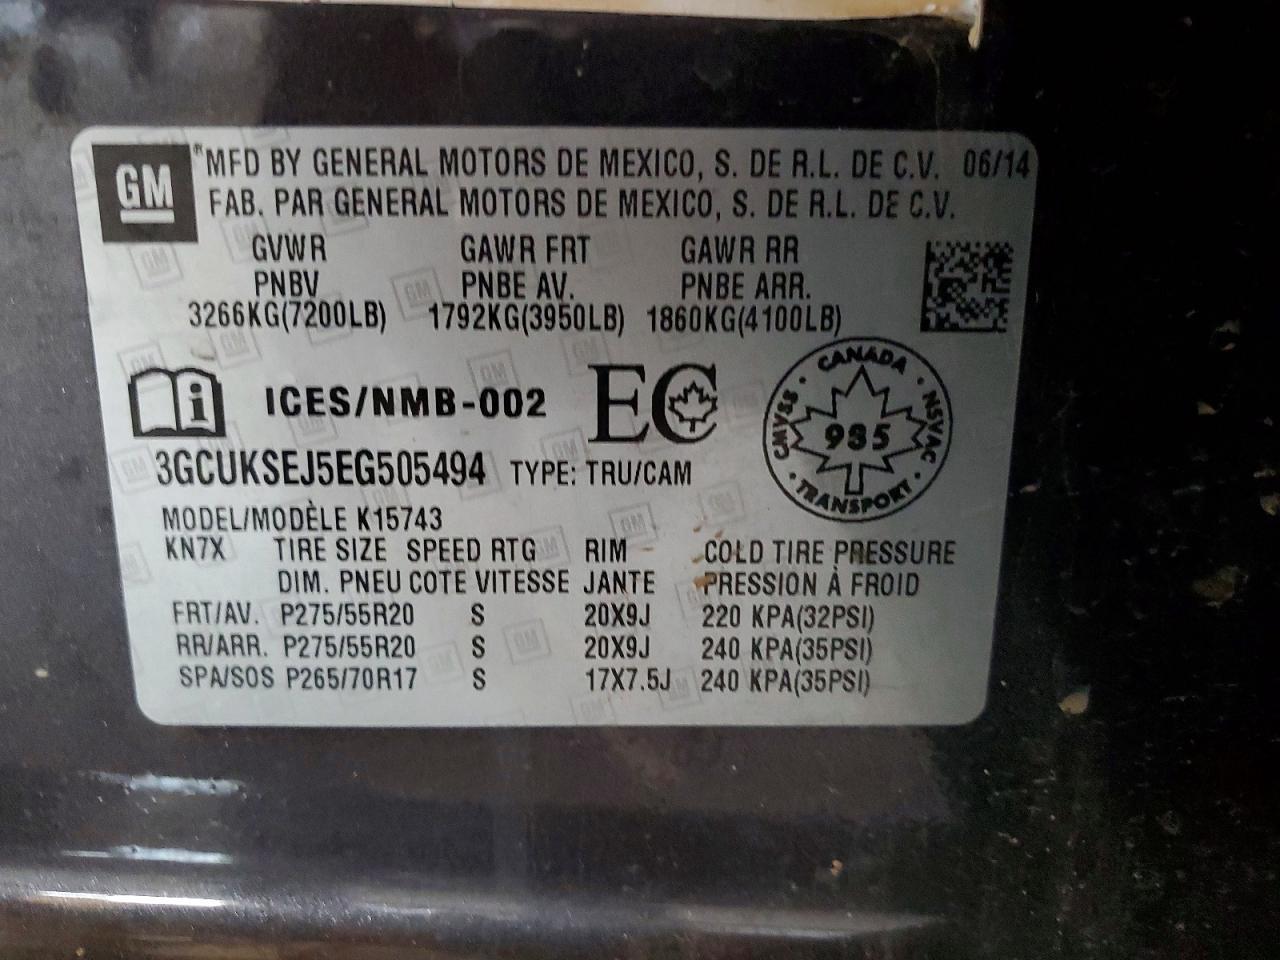 GM ® MFD BY GENERAL MOTORS DE MEXICO, S. DE R.L. DE C.V. 06/14
FAB. PAR GENERAL MOTORS DE MEXICO, S. DE R.L. DE C.V.
GVWR GAWR FRT GAWR RR
PNBV PNBE AV. PNBE ARR.
3266KG(7200LB) 1792KG(3950LB) 1860KG(4100LB)
i ICES/NMB-002 EC
CANADA
CMVSS 985 NSVAC
TRANSPORT
3GCUKSEJ5EG505494 TYPE: TRU/CAM
MODEL/MODÈLE K15743
KN7X TIRE SIZE SPEED RTG RIM COLD TIRE PRESSURE
DIM. PNEU COTE VITESSE JANTE PRESSION À FROID
FRT/AV. P275/55R20 S 20X9J 220 KPA(32PSI)
RR/ARR. P275/55R20 S 20X9J 240 KPA(35PSI)
SPA/SOS P265/70R17 S 17X7.5J 240 KPA(35PSI)